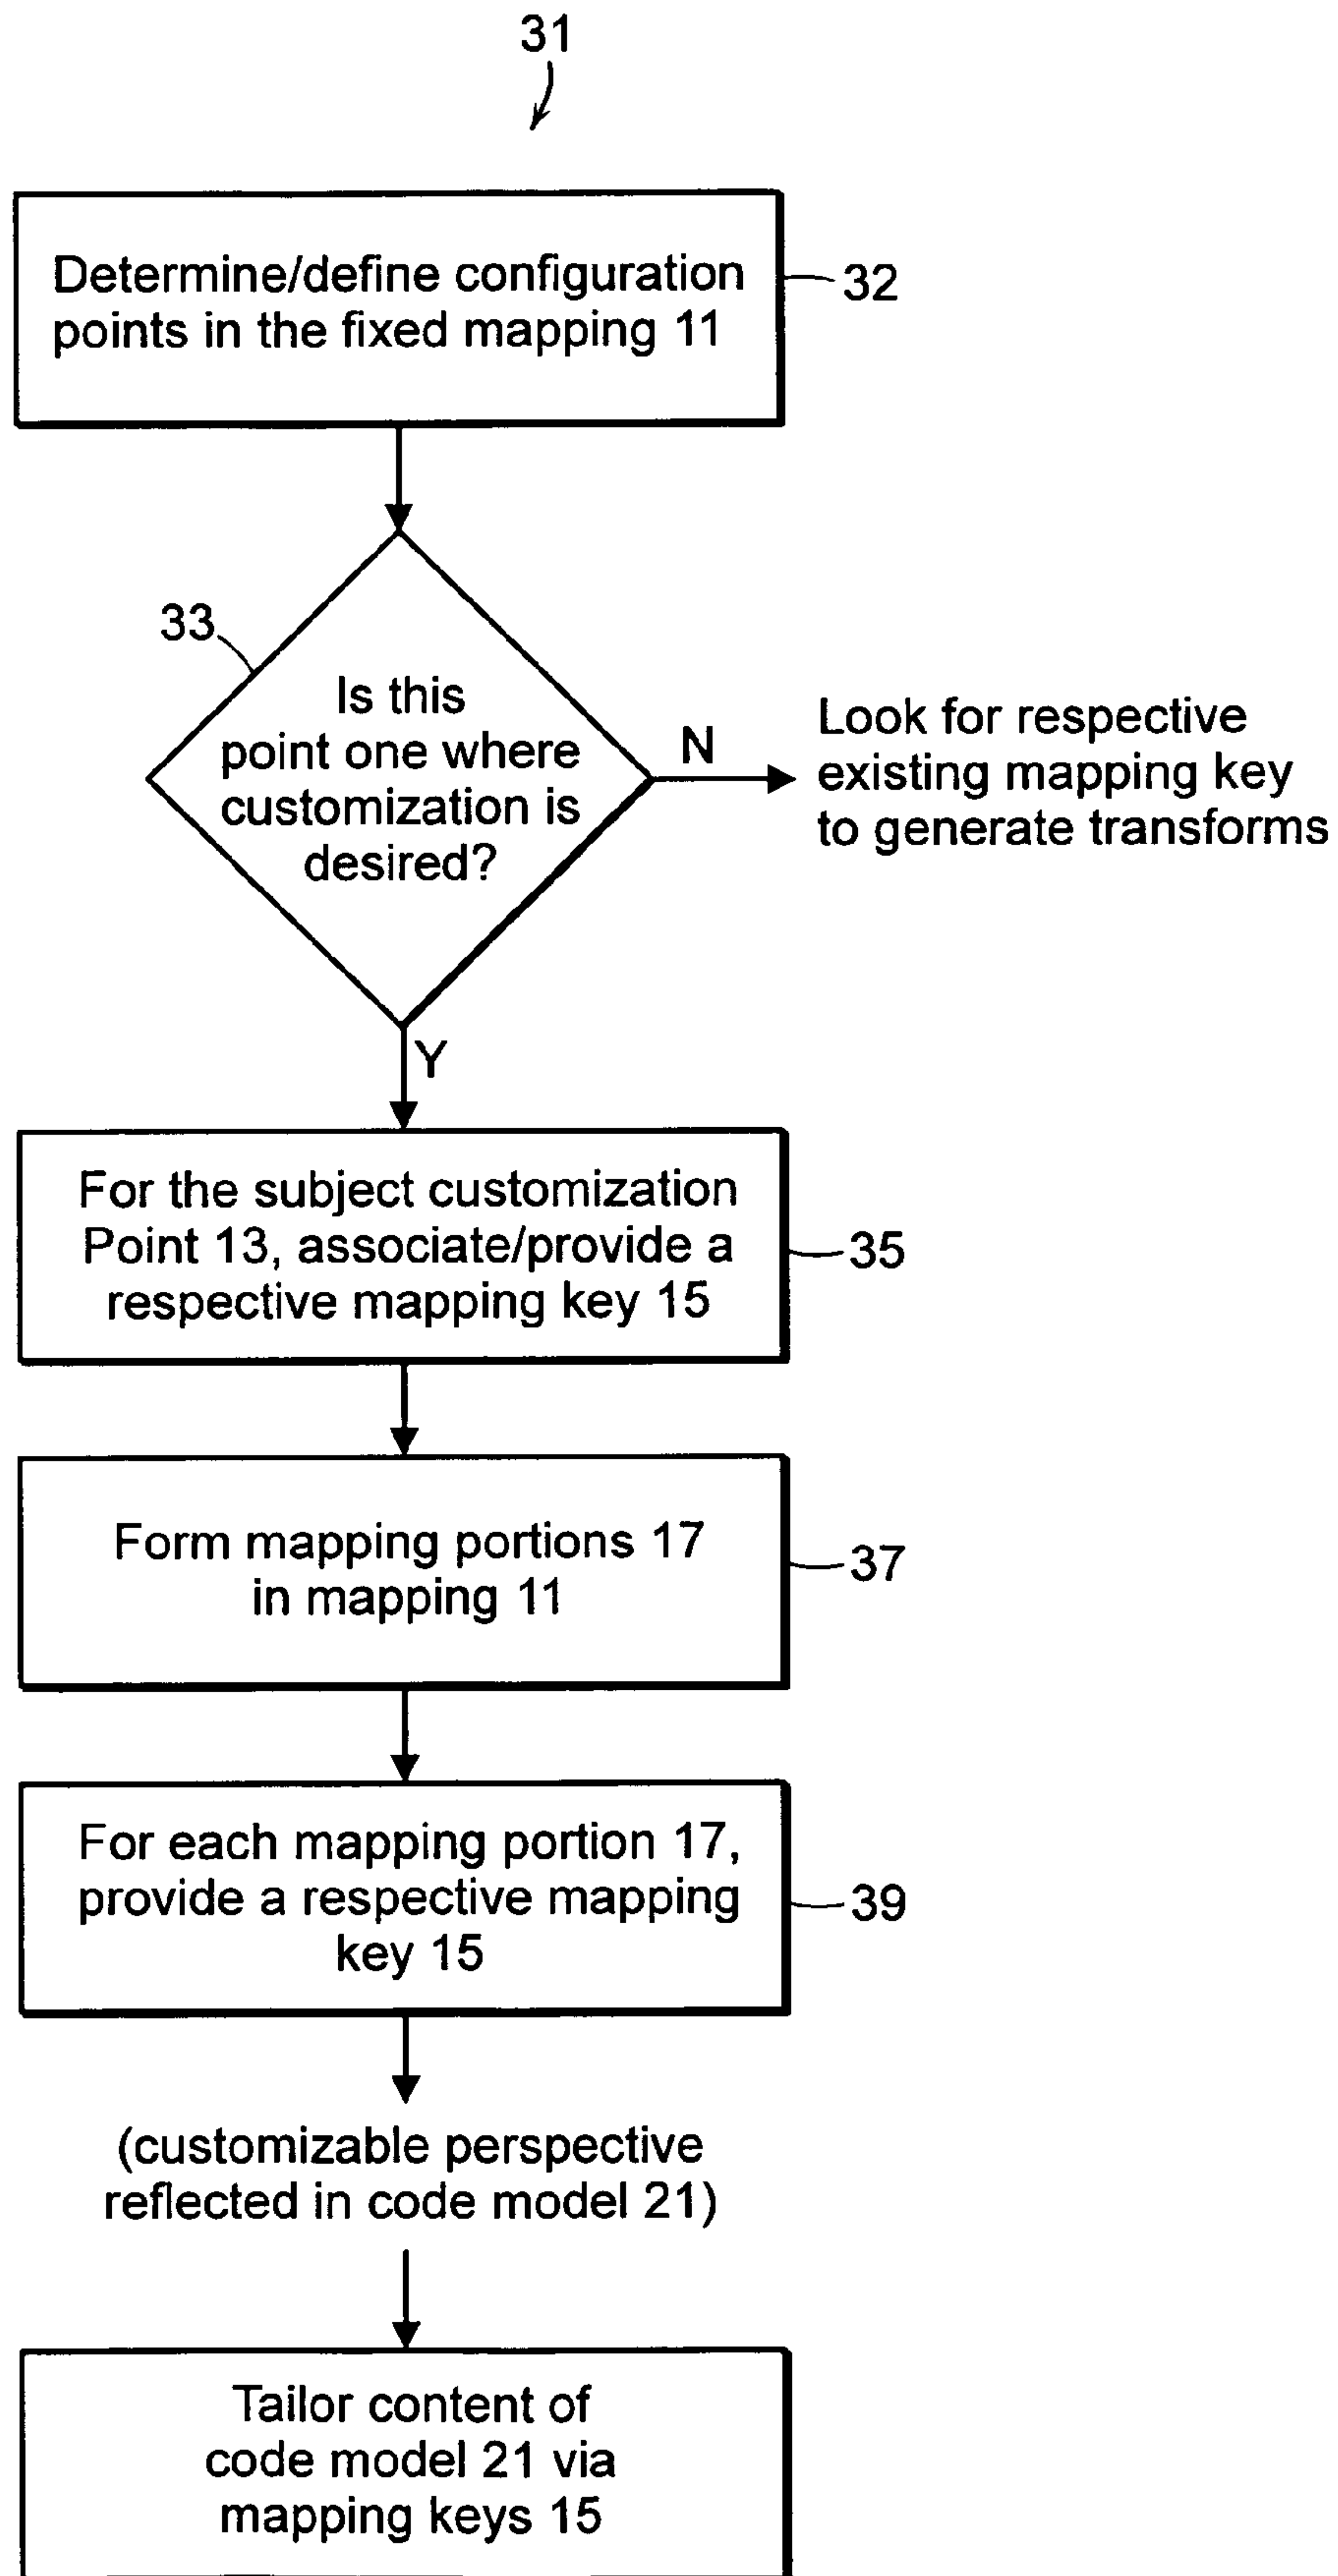 31
Determine/define configuration
points in the fixed mapping 11
32
33
Is this
point one where
customization is
desired?
N
Look for respective
existing mapping key
to generate transforms
Y
For the subject customization
Point 13, associate/provide a
respective mapping key 15
35
Form mapping portions 17
in mapping 11
37
For each mapping portion 17,
provide a respective mapping
key 15
39
(customizable perspective
reflected in code model 21)
Tailor content of
code model 21 via
mapping keys 15